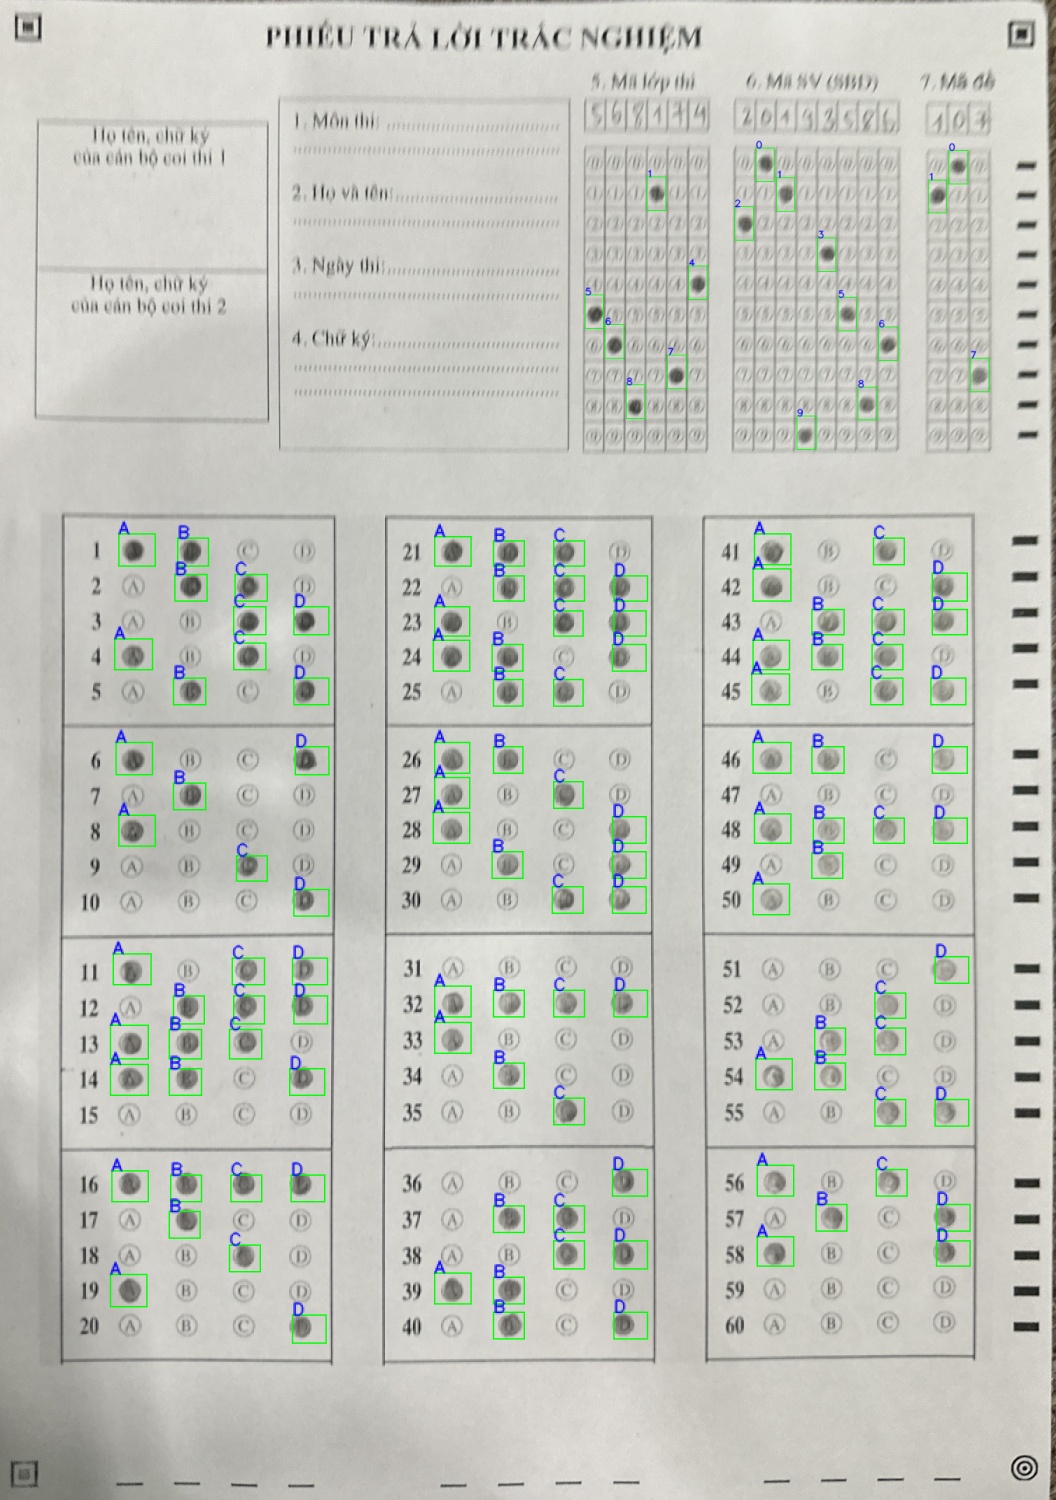 PHIẾU TRẢ LỜI TRẮC NGHIỆM
5. Mã lớp thi 6. Mã SV (SBD) 7. Mã đề
5 6 8 1 7 4 2 0 1 9 3 5 8 6 1 0 7
Họ tên, chữ ký
của cán bộ coi thi 1
Họ tên, chữ ký
của cán bộ coi thi 2
1. Môn thi:
2. Họ và tên:
3. Ngày thi:
4. Chữ ký:
1 A B C D
2 A B C D
3 A B C D
4 A B C D
5 A B C D
6 A B C D
7 A B C D
8 A B C D
9 A B C D
10 A B C D
11 A B C D
12 A B C D
13 A B C D
14 A B C D
15 A B C D
16 A B C D
17 A B C D
18 A B C D
19 A B C D
20 A B C D
21 A B C D
22 A B C D
23 A B C D
24 A B C D
25 A B C D
26 A B C D
27 A B C D
28 A B C D
29 A B C D
30 A B C D
31 A B C D
32 A B C D
33 A B C D
34 A B C D
35 A B C D
36 A B C D
37 A B C D
38 A B C D
39 A B C D
40 A B C D
41 A B C D
42 A B C D
43 A B C D
44 A B C D
45 A B C D
46 A B C D
47 A B C D
48 A B C D
49 A B C D
50 A B C D
51 A B C D
52 A B C D
53 A B C D
54 A B C D
55 A B C D
56 A B C D
57 A B C D
58 A B C D
59 A B C D
60 A B C D